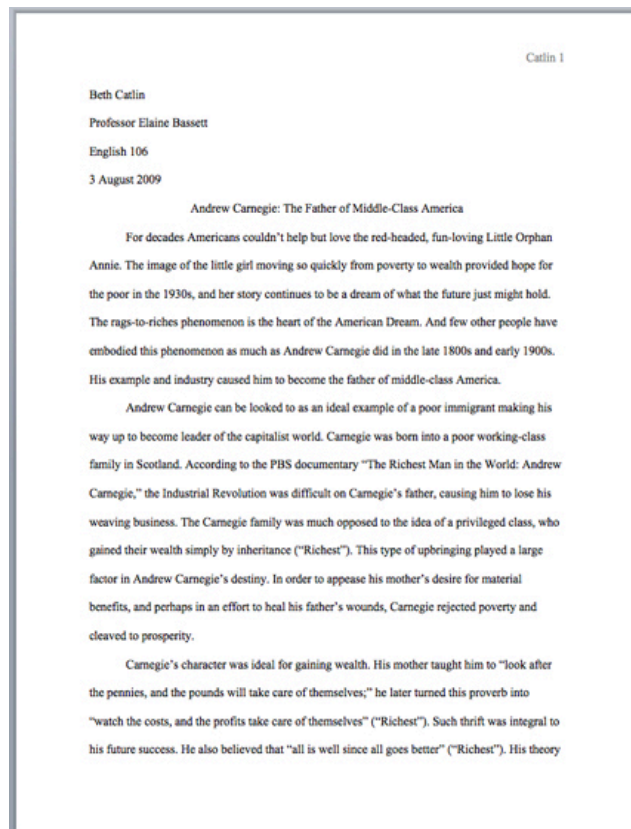 Catlin 1
Beth Catlin
Professor Elaine Bassett
English 106
3 August 2009
Andrew Carnegie: The Father of Middle-Class America
For decades Americans couldn't help but love the red-headed, fun-loving Little Orphan
Annie. The image of the little girl moving so quickly from poverty to wealth provided hope for
the poor in the 1930s, and her story continues to be a dream of what the future just might hold.
The rags-to-riches phenomenon is the heart of the American Dream. And few other people have
embodied this phenomenon as much as Andrew Carnegie did in the late 1800s and early 1900s.
His example and industry caused him to become the father of middle-class America.
Andrew Carnegie can be looked to as an ideal example of a poor immigrant making his
way up to become leader of the capitalist world. Carnegie was born into a poor working-class
family in Scotland. According to the PBS documentary "The Richest Man in the World: Andrew
Carnegie," the Industrial Revolution was difficult on Carnegie's father, causing him to lose his
weaving business. The Carnegie family was much opposed to the idea of a privileged class, who
gained their wealth simply by inheritance ("Richest"). This type of upbringing played a large
factor in Andrew Carnegie's destiny. In order to appease his mother's desire for material
benefits, and perhaps in an effort to heal his father's wounds, Carnegie rejected poverty and
cleaved to prosperity.
Carnegie's character was ideal for gaining wealth. His mother taught him to "look after
the pennies, and the pounds will take care of themselves;" he later turned this proverb into
"watch the costs, and the profits take care of themselves" ("Richest"). Such thrift was integral to
his future success. He also believed that "all is well since all goes better" ("Richest"). His theory